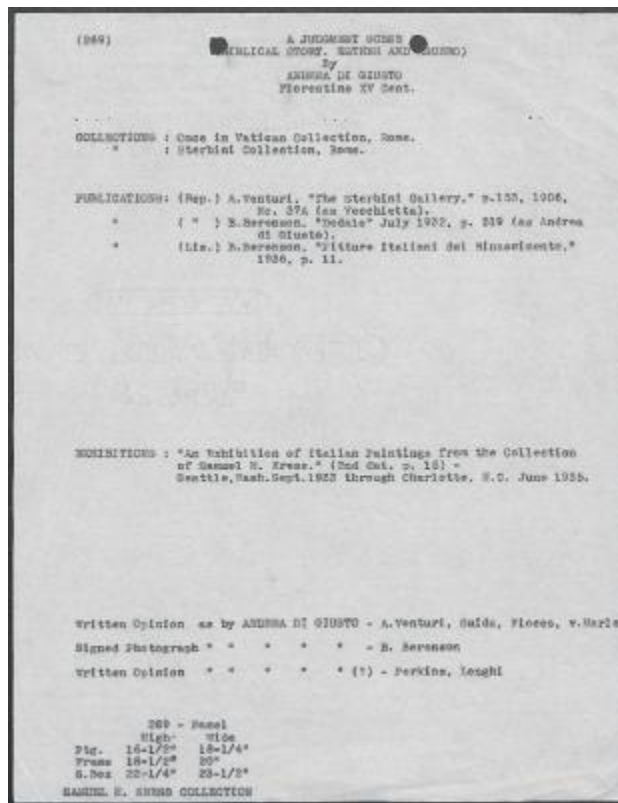 (269)
A JUDGMENT SCENE
(BIBLICAL STORY, ESTHER AND
By
ANDREA DI GIUSTO
Florentine XV Cent.
COLLECTIONS : Once in Vatican Collection, Rome.
" : Sterbini Collection, Rome.
PUBLICATIONS: (Rep.) A.Venturi, "The Sterbini Gallery," p.153, 1906,
No. 37A (as Vecchietta).
" ( " ) B.Berenson, "Dedalo" July 1932, p. 519 (as Andrea
di Giusto).
" (Lis.) B.Berenson, "Pitture Italiani del Rinascimento,"
1936, p. 11.
EXHIBITIONS : "An Exhibition of Italian Paintings from the Collection
of Samuel H. Kress." (2nd Cat. p. 15) -
Seattle,Wash.Sept.1933 through Charlotte, N.C. June 1935.
Written Opinion as by ANDREA DI GIUSTO - A.Venturi, Suida, Fiocco, v.Marle
Signed Photograph " " " " " - B. Berenson
Written Opinion " " " " (?) - Perkins, Longhi
269 - Panel
High- Wide
Ptg. 16-1/2" 18-1/4"
Frame 18-1/2" 20"
S.Box 22-1/4" 23-1/2"
SAMUEL H. KRESS COLLECTION